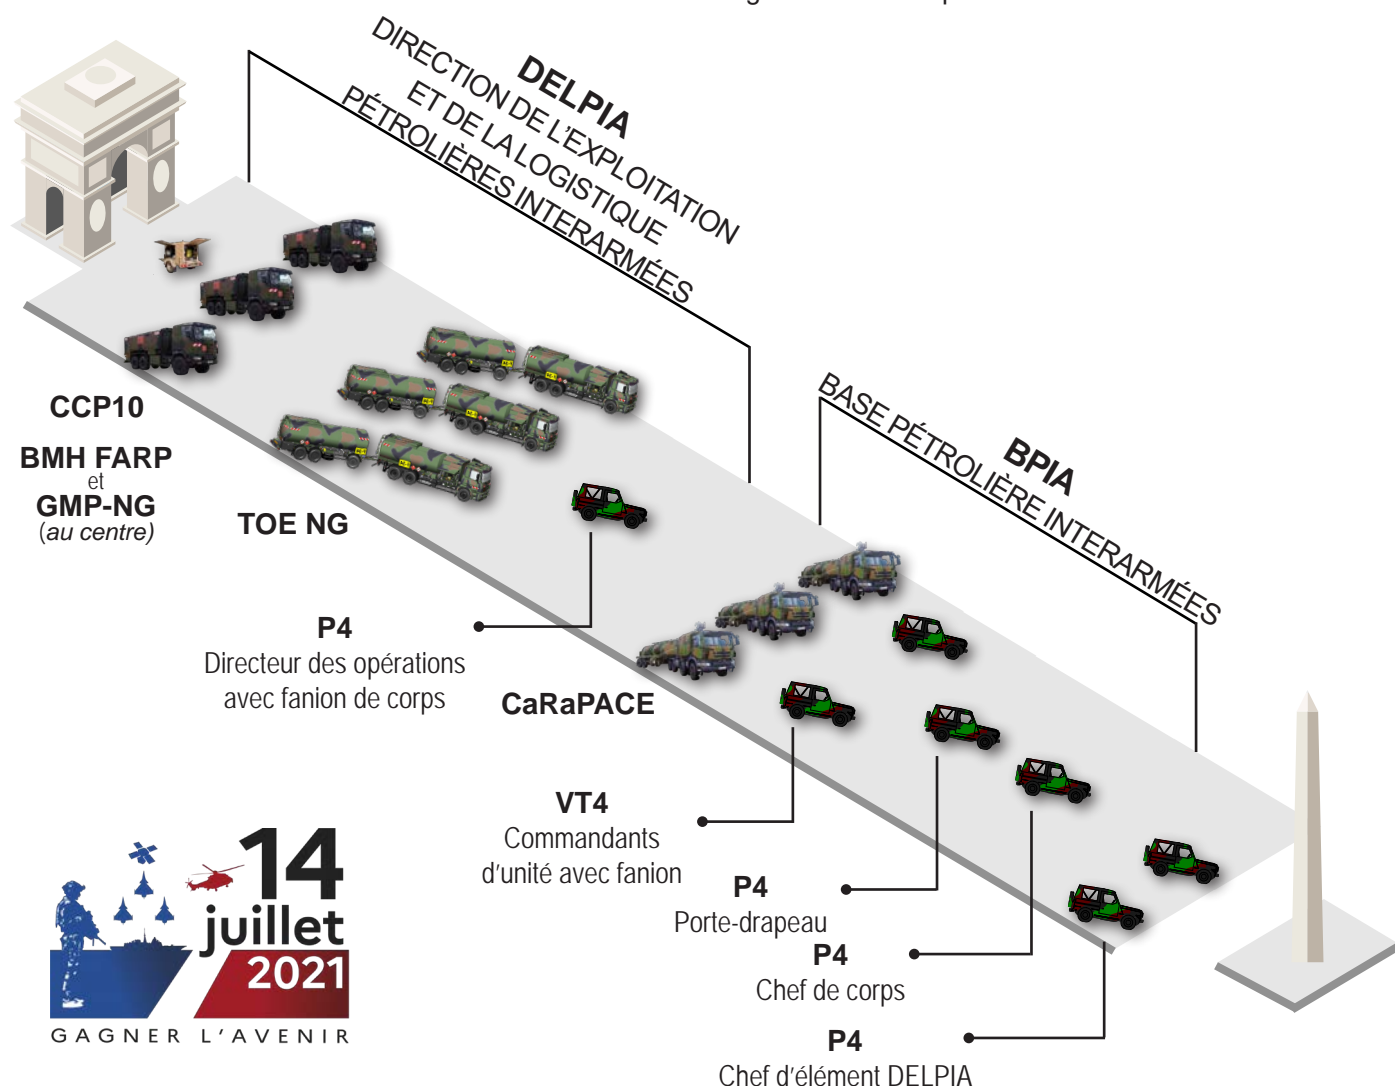 DELPIA
DIRECTION DE L'EXPLOITATION
ET DE LA LOGISTIQUE
PÉTROLIÈRES INTERARMÉES
BPIA
BASE PÉTROLIÈRE INTERARMÉES
CCP10
BMH FARP
et
GMP-NG
(au centre)
TOE NG
P4
Directeur des opérations
avec fanion de corps
CaRaPACE
VT4
Commandants
d'unité avec fanion
P4
Porte-drapeau
P4
Chef de corps
P4
Chef d'élément DELPIA
14
juillet
2021
GAGNER L'AVENIR